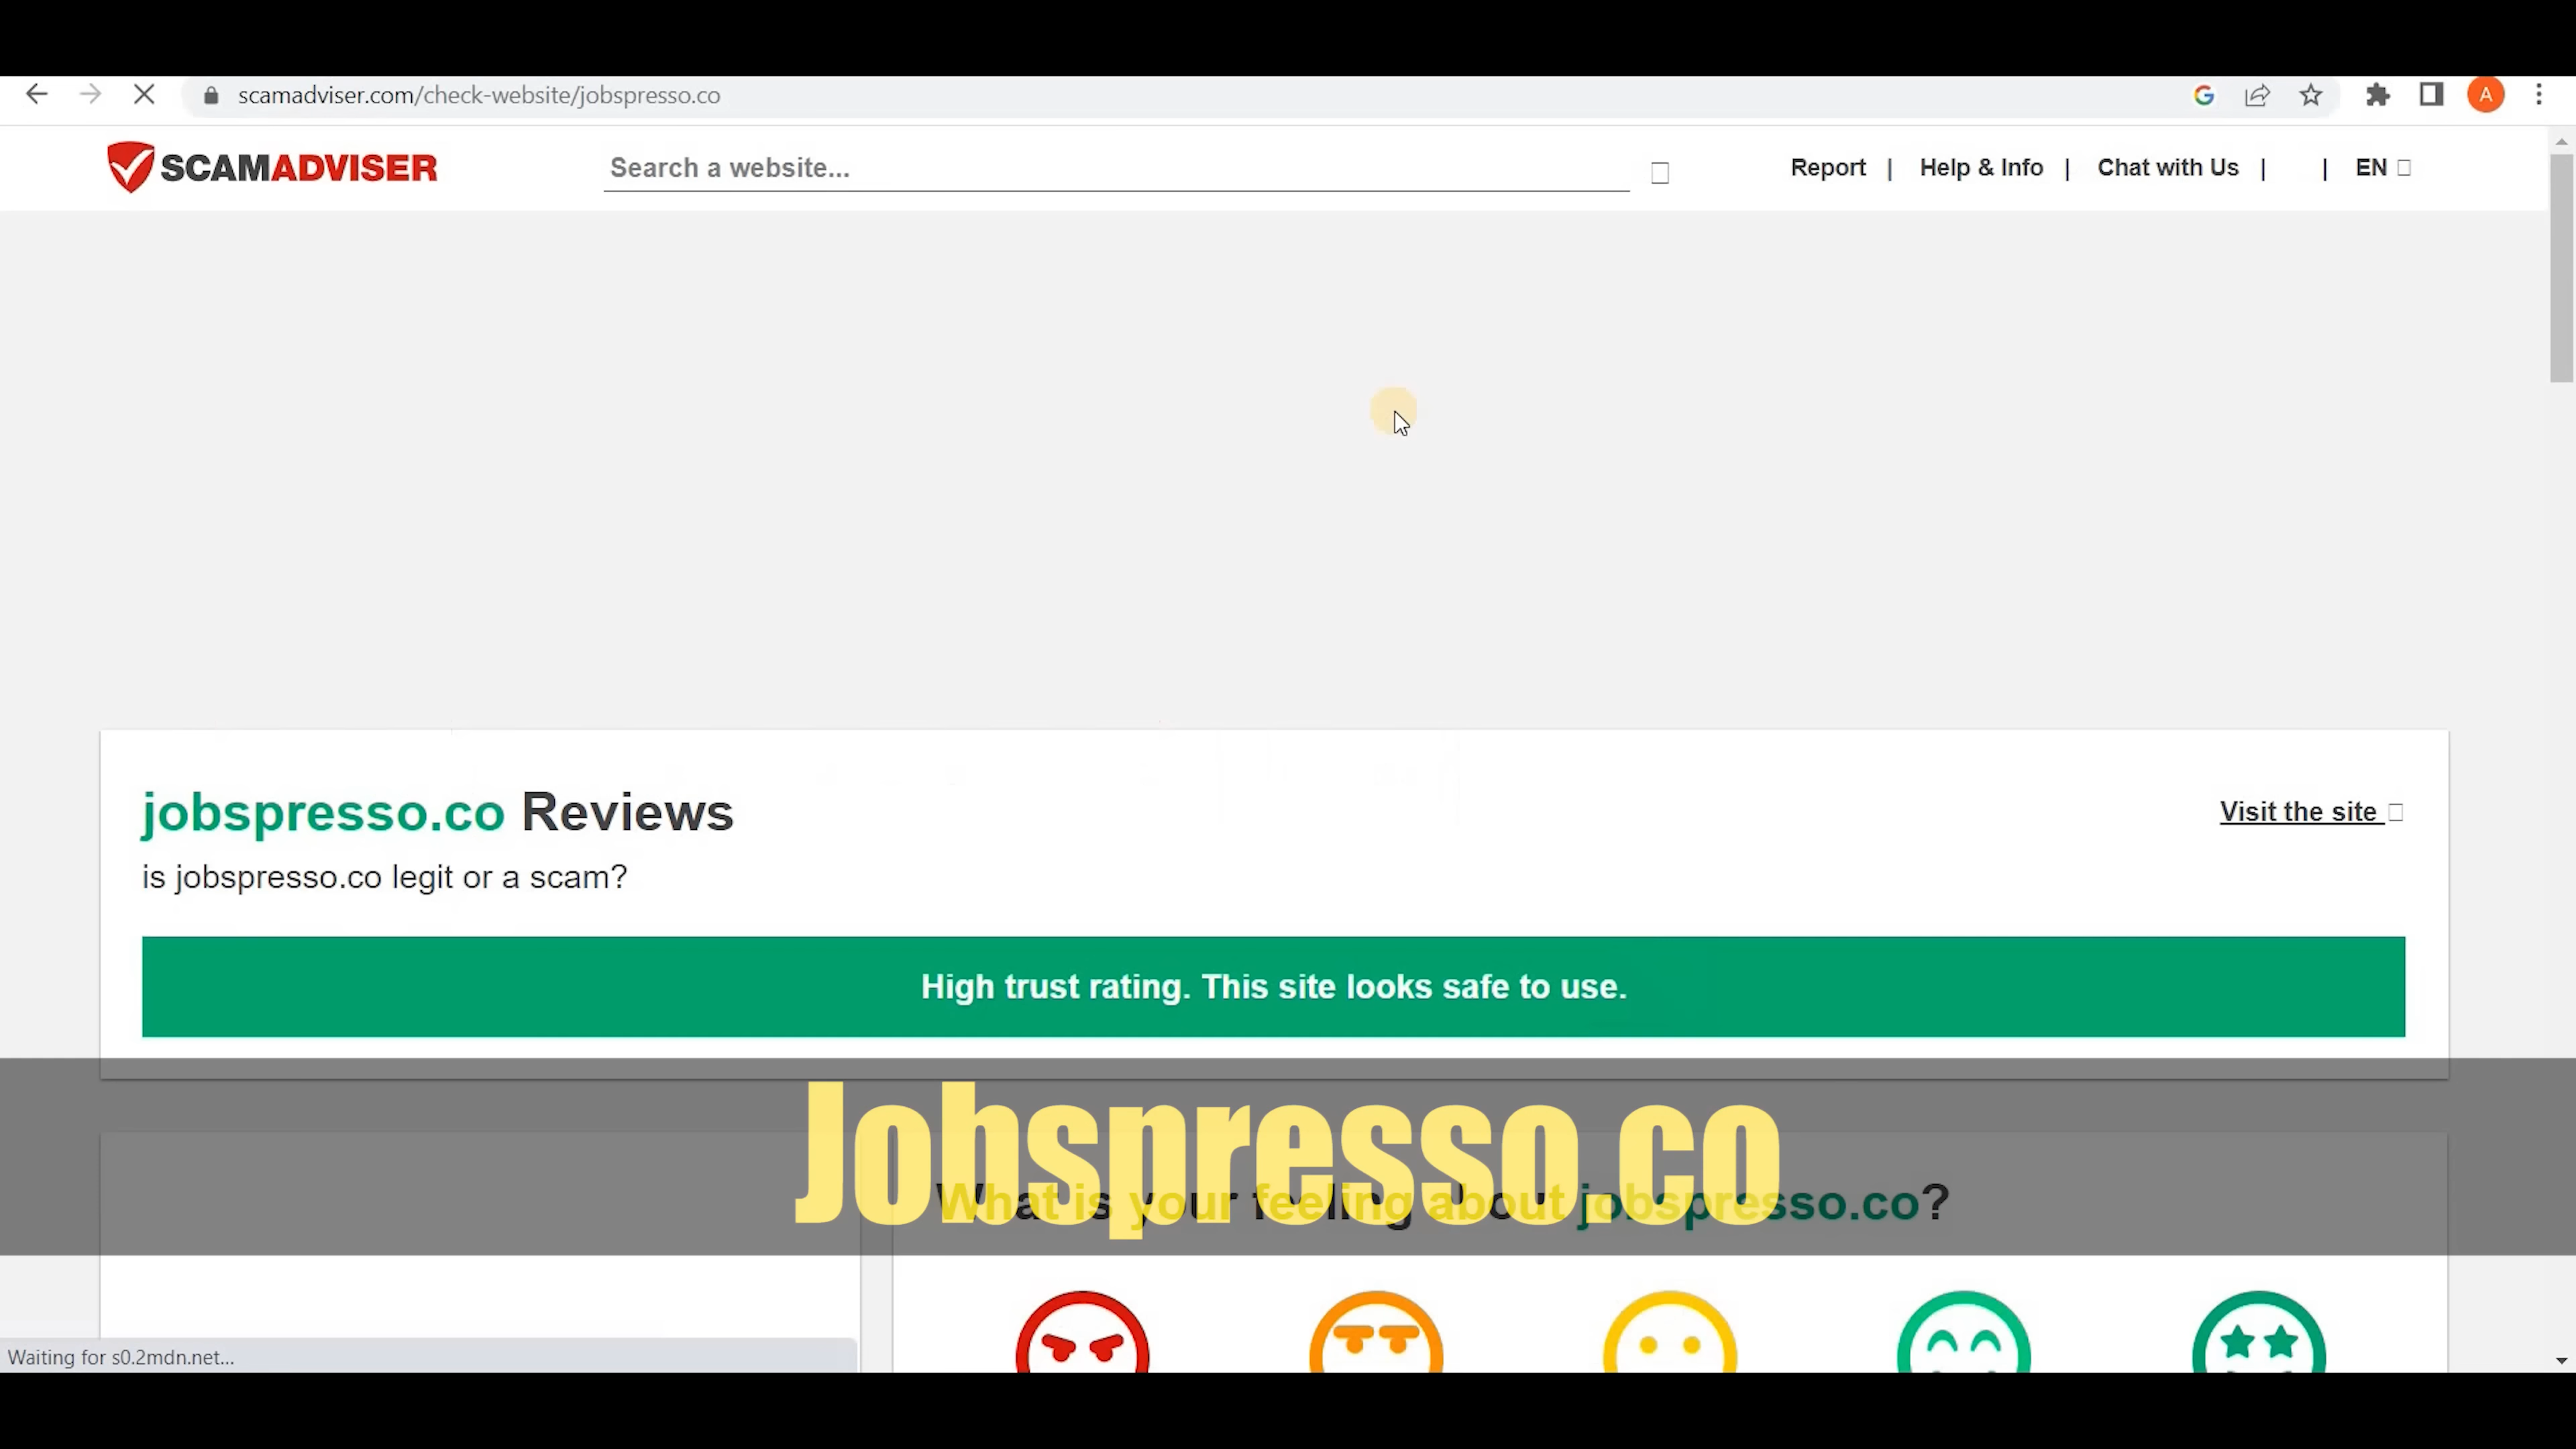 scamadviser.com/check-website/jobspresso.co
A
SCAMADVISER
Search a website...
Report | Help & Info | Chat with Us | | EN
jobspresso.co Reviews
Visit the site
is jobspresso.co legit or a scam?
High trust rating. This site looks safe to use.
Jobspresso.co
What is your feeling about jobspresso.co?
Waiting for s0.2mdn.net...